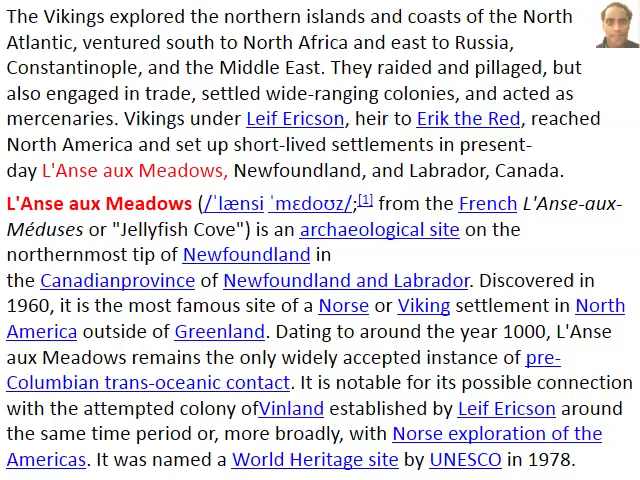 The Vikings explored the northern islands and coasts of the North
Atlantic, ventured south to North Africa and east to Russia,
Constantinople, and the Middle East. They raided and pillaged, but
also engaged in trade, settled wide-ranging colonies, and acted as
mercenaries. Vikings under Leif Ericson, heir to Erik the Red, reached
North America and set up short-lived settlements in present-
day L'Anse aux Meadows, Newfoundland, and Labrador, Canada.
L'Anse aux Meadows (/ˈlænsi ˈmɛdoʊz/;[1] from the French L'Anse-aux-
Méduses or "Jellyfish Cove") is an archaeological site on the
northernmost tip of Newfoundland in
the Canadianprovince of Newfoundland and Labrador. Discovered in
1960, it is the most famous site of a Norse or Viking settlement in North
America outside of Greenland. Dating to around the year 1000, L'Anse
aux Meadows remains the only widely accepted instance of pre-
Columbian trans-oceanic contact. It is notable for its possible connection
with the attempted colony ofVinland established by Leif Ericson around
the same time period or, more broadly, with Norse exploration of the
Americas. It was named a World Heritage site by UNESCO in 1978.